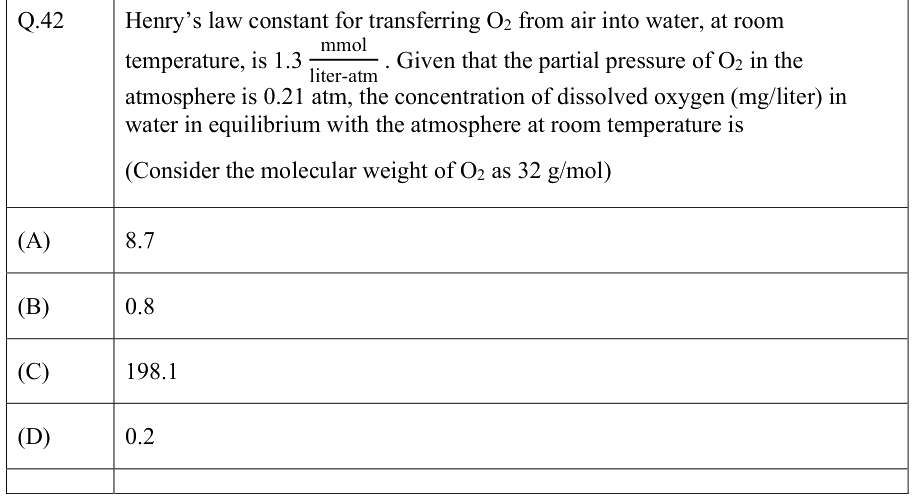 Q.42 Henry’s law constant for transferring O₂ from air into water, at room
temperature, is 1.3 mmol/liter-atm . Given that the partial pressure of O₂ in the
atmosphere is 0.21 atm, the concentration of dissolved oxygen (mg/liter) in
water in equilibrium with the atmosphere at room temperature is
(Consider the molecular weight of O₂ as 32 g/mol)
(A) 8.7
(B) 0.8
(C) 198.1
(D) 0.2